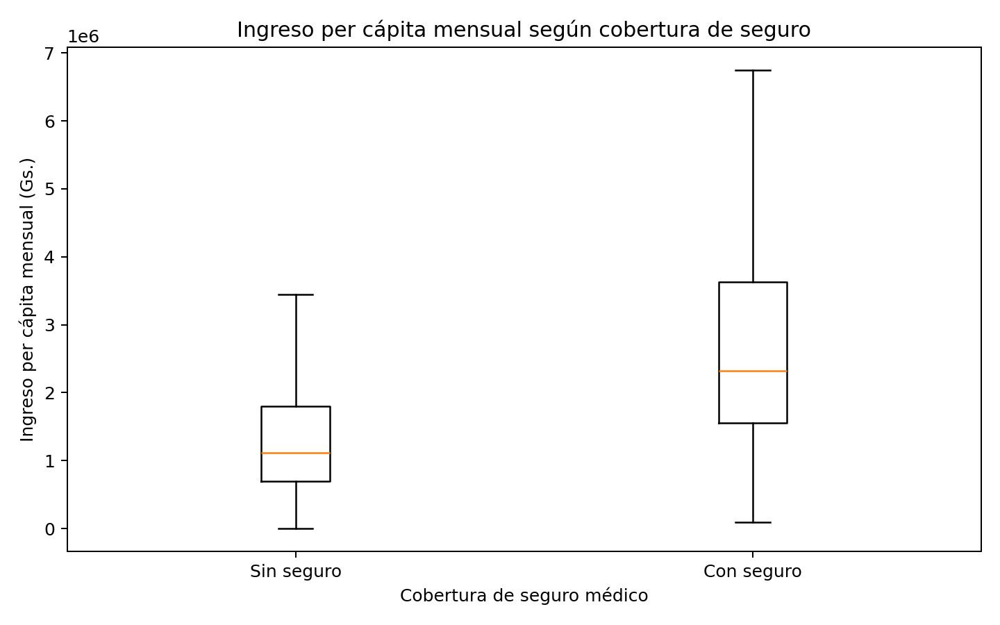 Ingreso per cápita mensual según cobertura de seguro
1e6
7
6
5
4
3
2
1
0
Ingreso per cápita mensual (Gs.)
Sin seguro
Con seguro
Cobertura de seguro médico